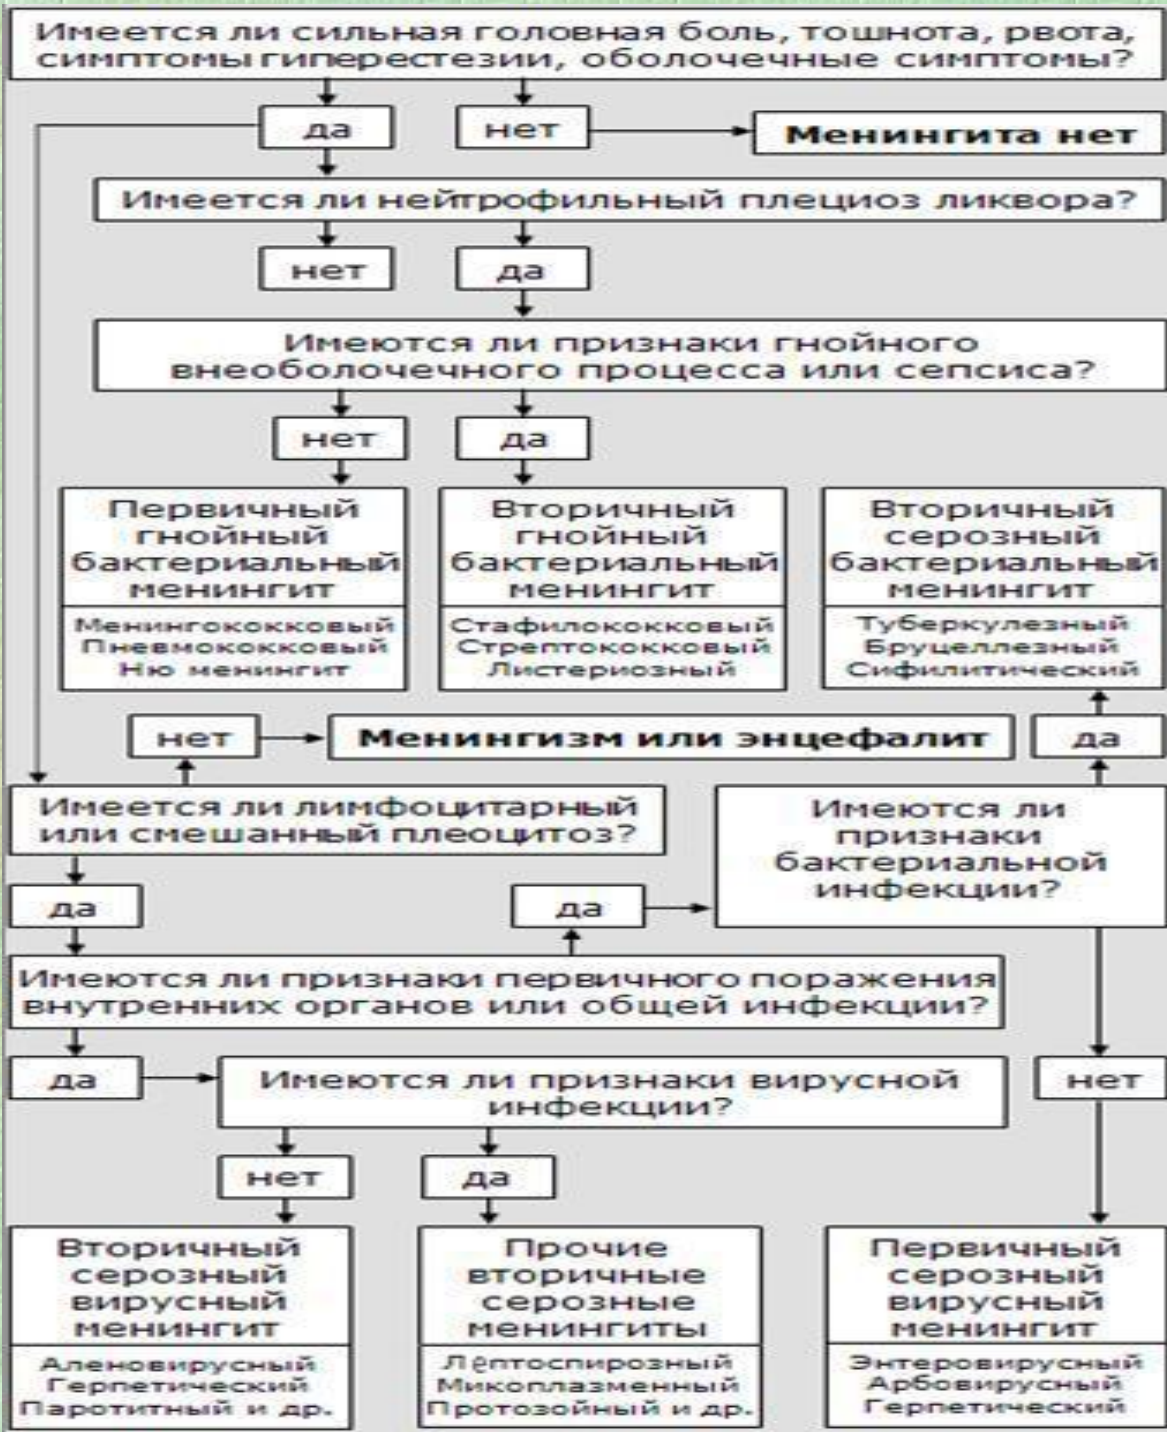 Имеется ли сильная головная боль, тошнота, рвота,
симптомы гиперестезии, оболочечные симптомы?
да
нет
Менингита нет
Имеется ли нейтрофильный плециоз ликвора?
нет
да
Имеются ли признаки гнойного
внеоболочечного процесса или сепсиса?
нет
да
Первичный
гнойный
бактериальный
менингит
Менингококковый
Пневмококковый
Ню менингит
Вторичный
гнойный
бактериальный
менингит
Стафилококковый
Стрептококковый
Листериозный
Вторичный
серозный
бактериальный
менингит
Туберкулезный
Бруцеллезный
Сифилитический
нет
Менингизм или энцефалит
да
Имеется ли лимфоцитарный
или смешанный плеоцитоз?
Имеются ли
признаки
бактериальной
инфекции?
да
да
Имеются ли признаки первичного поражения
внутренних органов или общей инфекции?
да
Имеются ли признаки вирусной
инфекции?
нет
нет
да
Вторичный
серозный
вирусный
менингит
Аленовирусный
Герпетический
Паротитный и др.
Прочие
вторичные
серозные
менингиты
Лептоспирозный
Микоплазменный
Протозойный и др.
Первичный
серозный
вирусный
менингит
Энтеровирусный
Арбовирусный
Герпетический